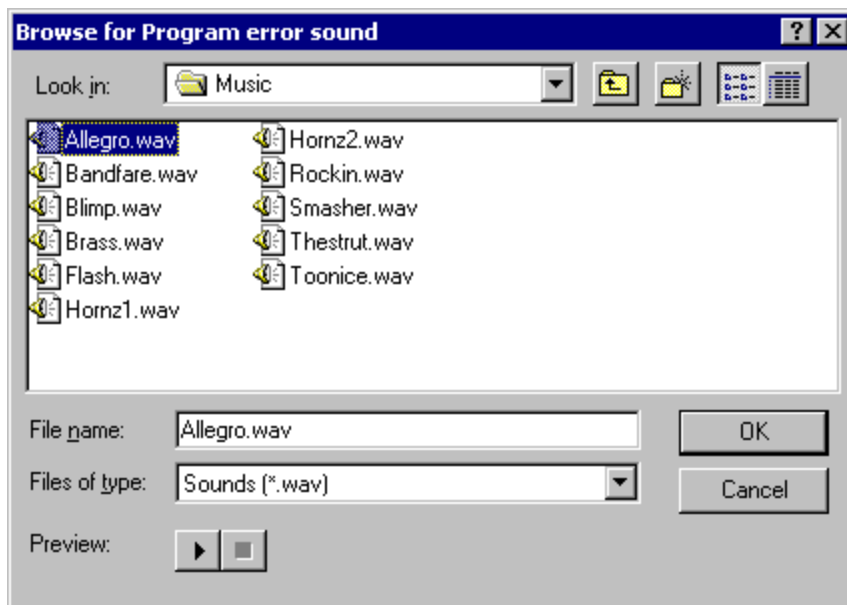 Browse for Program error sound
Look in: Music
Allegro.wav
Bandfare.wav
Blimp.wav
Brass.wav
Flash.wav
Hornz1.wav
Hornz2.wav
Rockin.wav
Smasher.wav
Thestrut.wav
Toonice.wav
File name: Allegro.wav OK
Files of type: Sounds (*.wav) Cancel
Preview: